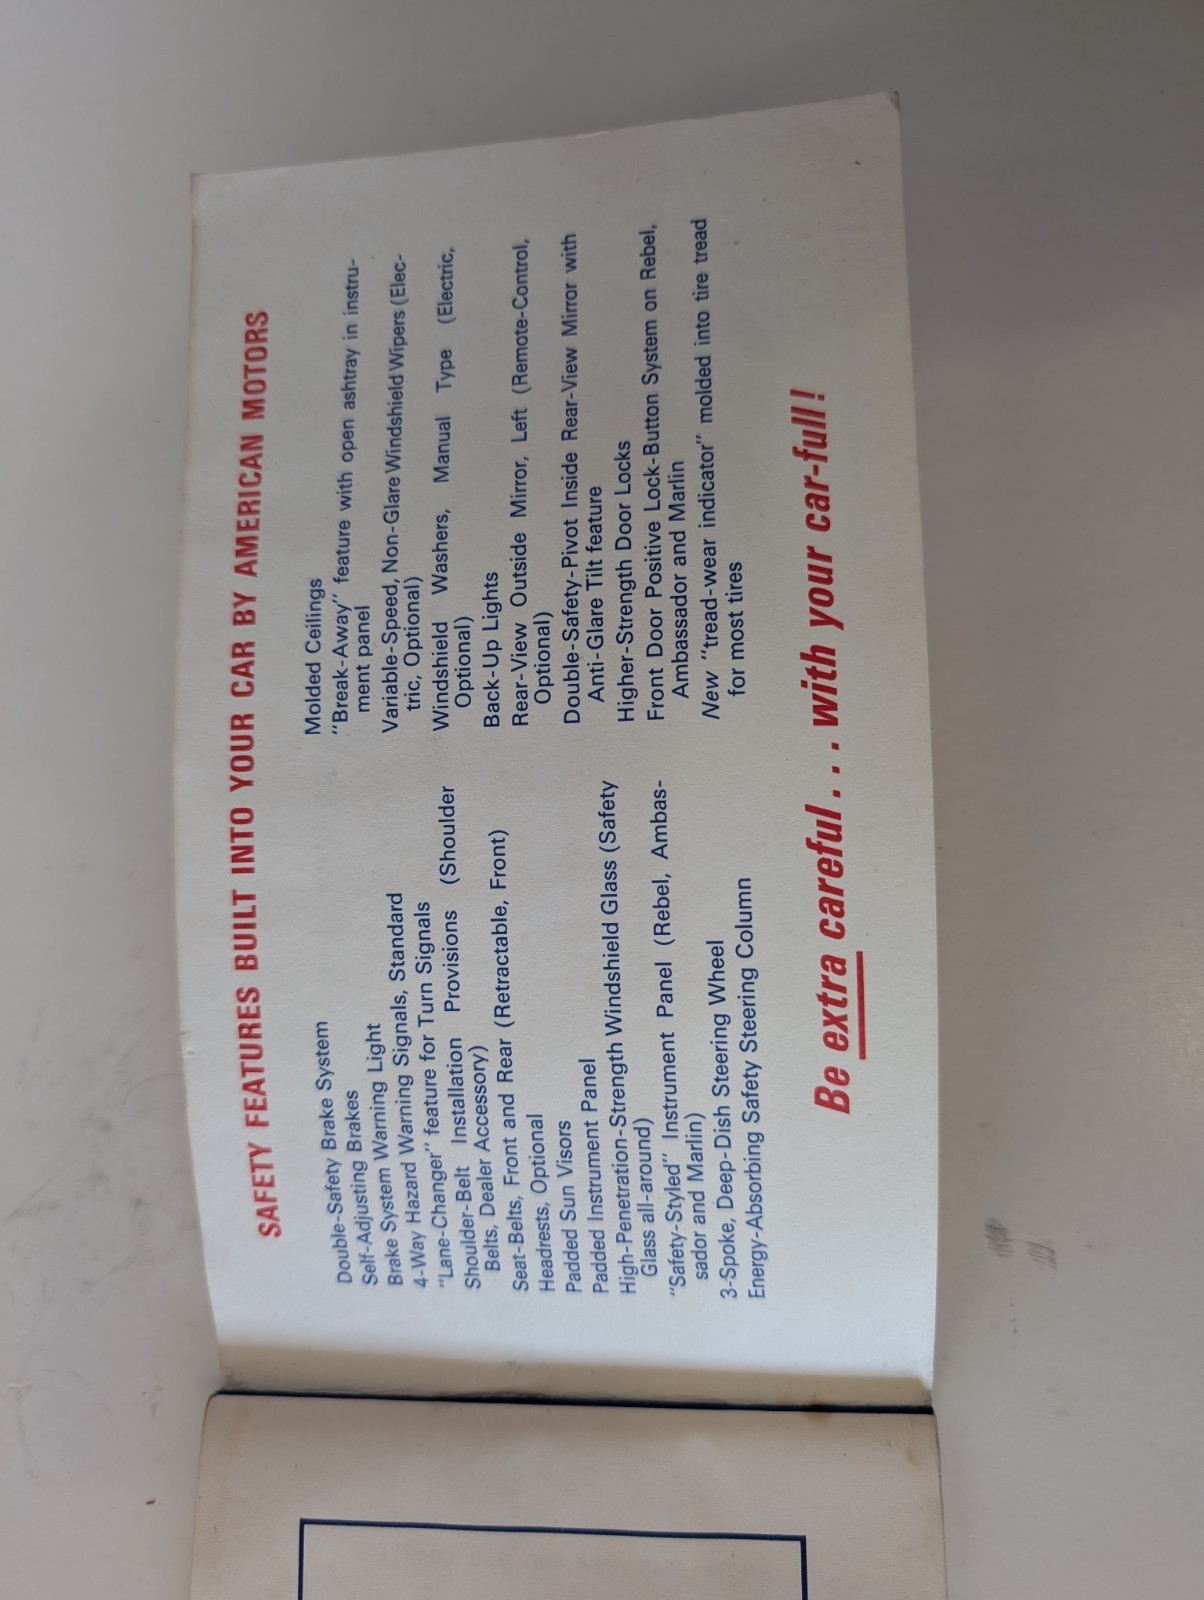 SAFETY FEATURES BUILT INTO YOUR CAR BY AMERICAN MOTORS
Double-Safety Brake System
Self-Adjusting Brakes
Brake System Warning Light
4-Way Hazard Warning Signals, Standard
"Lane-Changer" feature for Turn Signals
Shoulder-Belt Installation Provisions (Shoulder
Belts, Dealer Accessory)
Seat-Belts, Front and Rear (Retractable, Front)
Headrests, Optional
Padded Sun Visors
Padded Instrument Panel
High-Penetration-Strength Windshield Glass (Safety
Glass all-around)
"Safety-Styled" Instrument Panel (Rebel, Ambas-
sador and Marlin)
3-Spoke, Deep-Dish Steering Wheel
Energy-Absorbing Safety Steering Column
Molded Ceilings
"Break-Away" feature with open ashtray in instru-
ment panel
Variable-Speed, Non-Glare Windshield Wipers (Elec-
tric, Optional)
Windshield Washers, Manual Type (Electric,
Optional)
Back-Up Lights
Rear-View Outside Mirror, Left (Remote-Control,
Optional)
Double-Safety-Pivot Inside Rear-View Mirror with
Anti-Glare Tilt feature
Higher-Strength Door Locks
Front Door Positive Lock-Button System on Rebel,
Ambassador and Marlin
New "tread-wear indicator" molded into tire tread
for most tires
Be extra careful . . . with your car-full!